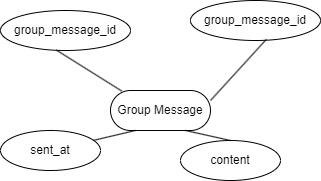 group_message_id
group_message_id
Group Message
sent_at
content